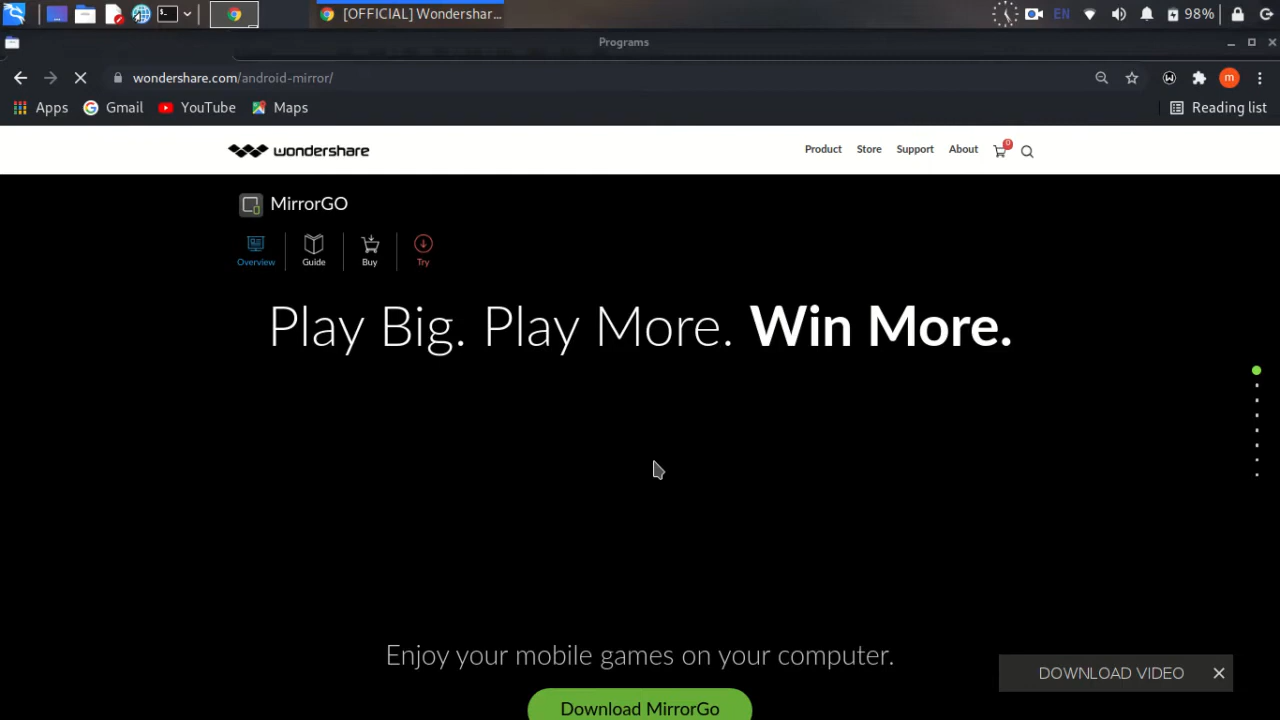 [OFFICIAL] Wondershar...
EN
98%
Programs
wondershare.com/android-mirror/
m
Apps
Gmail
YouTube
Maps
Reading list
wondershare
Product
Store
Support
About
0
MirrorGO
Overview
Guide
Buy
Try
Play Big. Play More. Win More.
Enjoy your mobile games on your computer.
DOWNLOAD VIDEO
Download MirrorGo